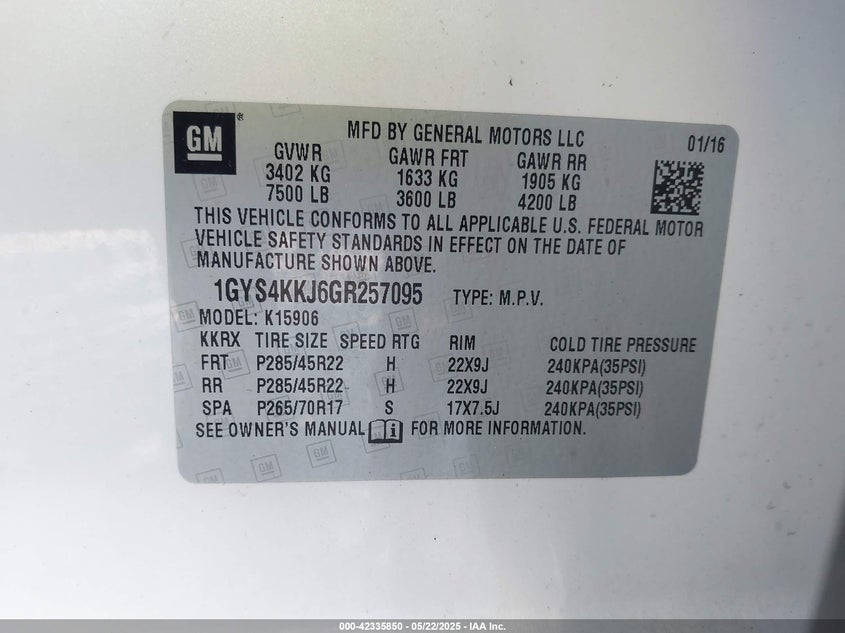 GM®
MFD BY GENERAL MOTORS LLC 01/16
GVWR GAWR FRT GAWR RR
3402 KG 1633 KG 1905 KG
7500 LB 3600 LB 4200 LB
THIS VEHICLE CONFORMS TO ALL APPLICABLE U.S. FEDERAL MOTOR
VEHICLE SAFETY STANDARDS IN EFFECT ON THE DATE OF
MANUFACTURE SHOWN ABOVE.
1GYS4KKJ6GR257095 TYPE: M.P.V.
MODEL: K15906
KKRX TIRE SIZE SPEED RTG RIM COLD TIRE PRESSURE
FRT P285/45R22 H 22X9J 240KPA(35PSI)
RR P285/45R22 H 22X9J 240KPA(35PSI)
SPA P265/70R17 S 17X7.5J 240KPA(35PSI)
SEE OWNER'S MANUAL i FOR MORE INFORMATION.
000-42335850 - 05/22/2025 - IAA Inc.